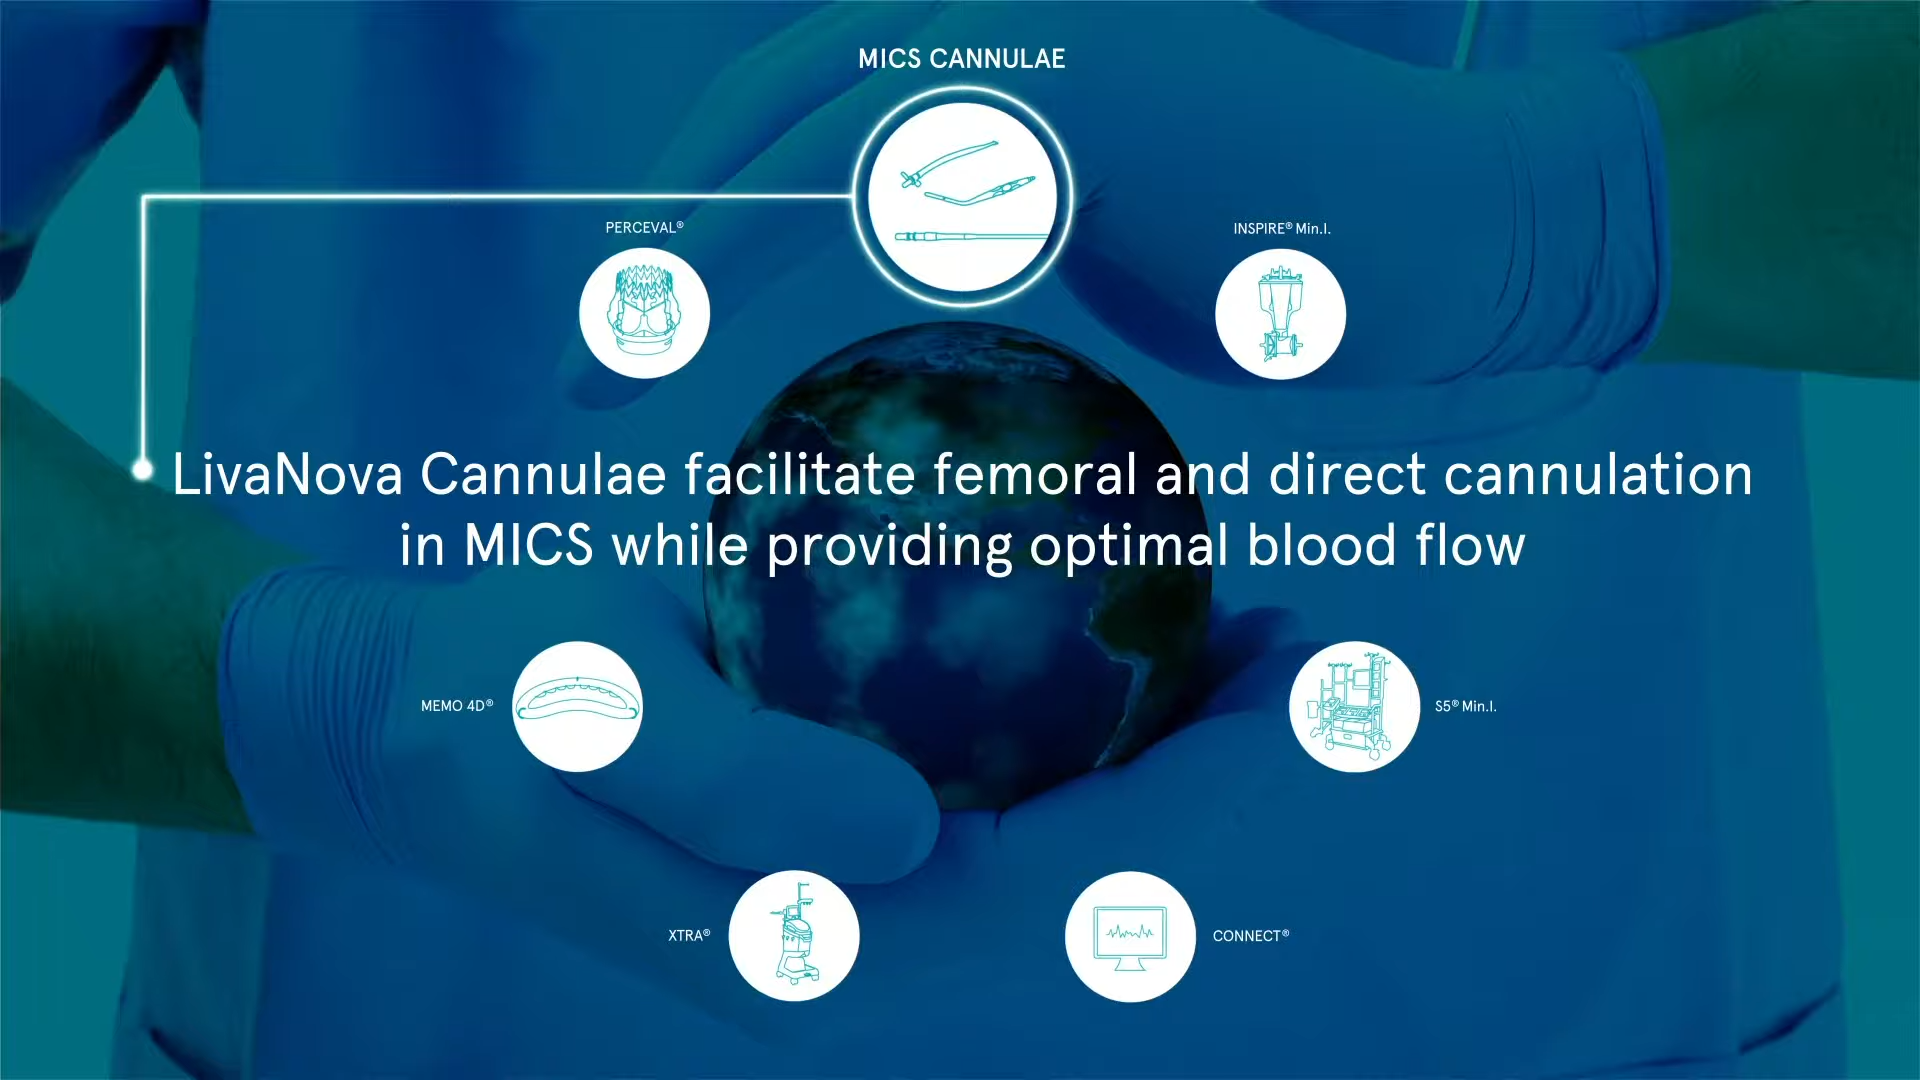 MICS CANNULAE
PERCEVAL®
INSPIRE® Min.I.
LivaNova Cannulae facilitate femoral and direct cannulation
in MICS while providing optimal blood flow
MEMO 4D®
S5® Min.I.
XTRA®
CONNECT®